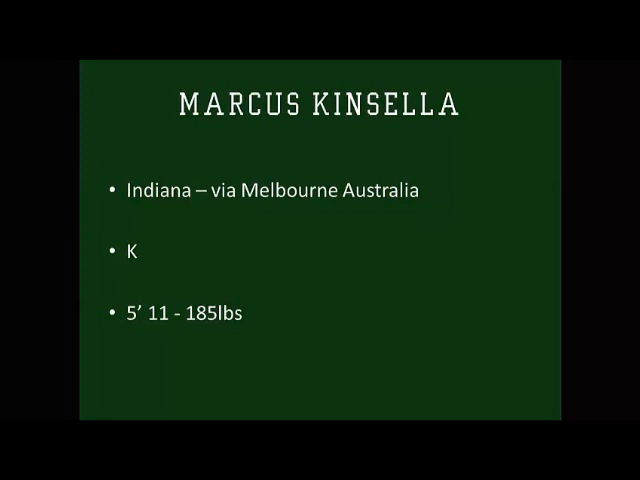 MARCUS KINSELLA
• Indiana – via Melbourne Australia
• K
• 5’ 11 - 185lbs